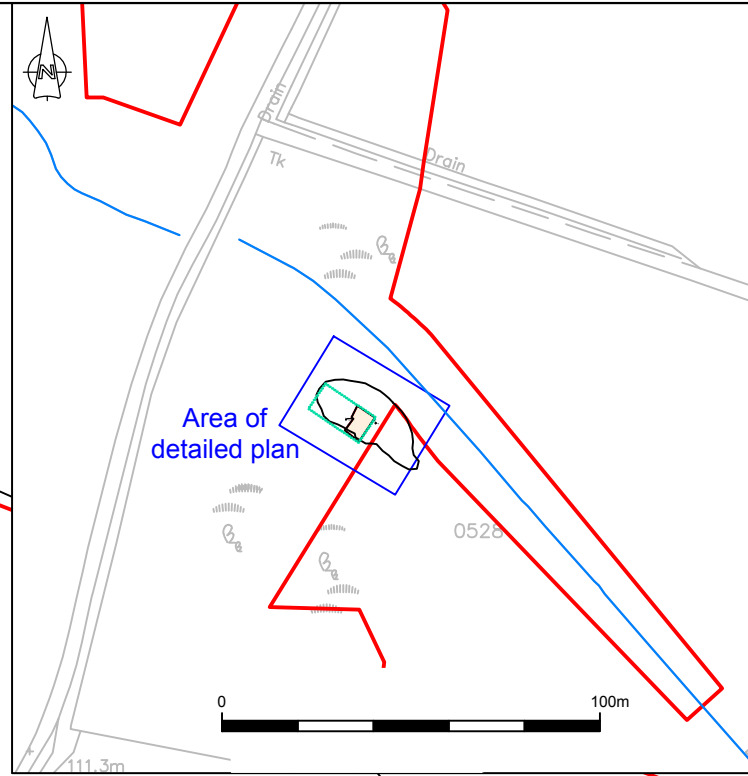 N
Drain
Drain
Tk
Area of
detailed plan
0528
0
100m
111.3m